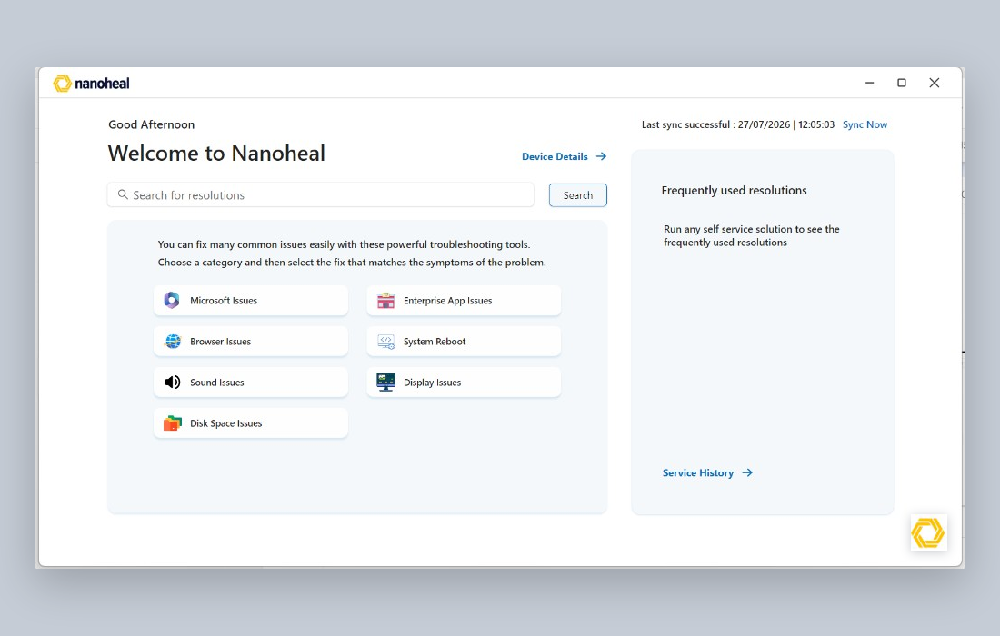 nanoheal
Good Afternoon
Last sync successful : 27/07/2026 | 12:05:03 Sync Now
Welcome to Nanoheal
Device Details
Search for resolutions
Search
You can fix many common issues easily with these powerful troubleshooting tools.
Choose a category and then select the fix that matches the symptoms of the problem.
Microsoft Issues
Enterprise App Issues
Browser Issues
System Reboot
Sound Issues
Display Issues
Disk Space Issues
Frequently used resolutions
Run any self service solution to see the
frequently used resolutions
Service History